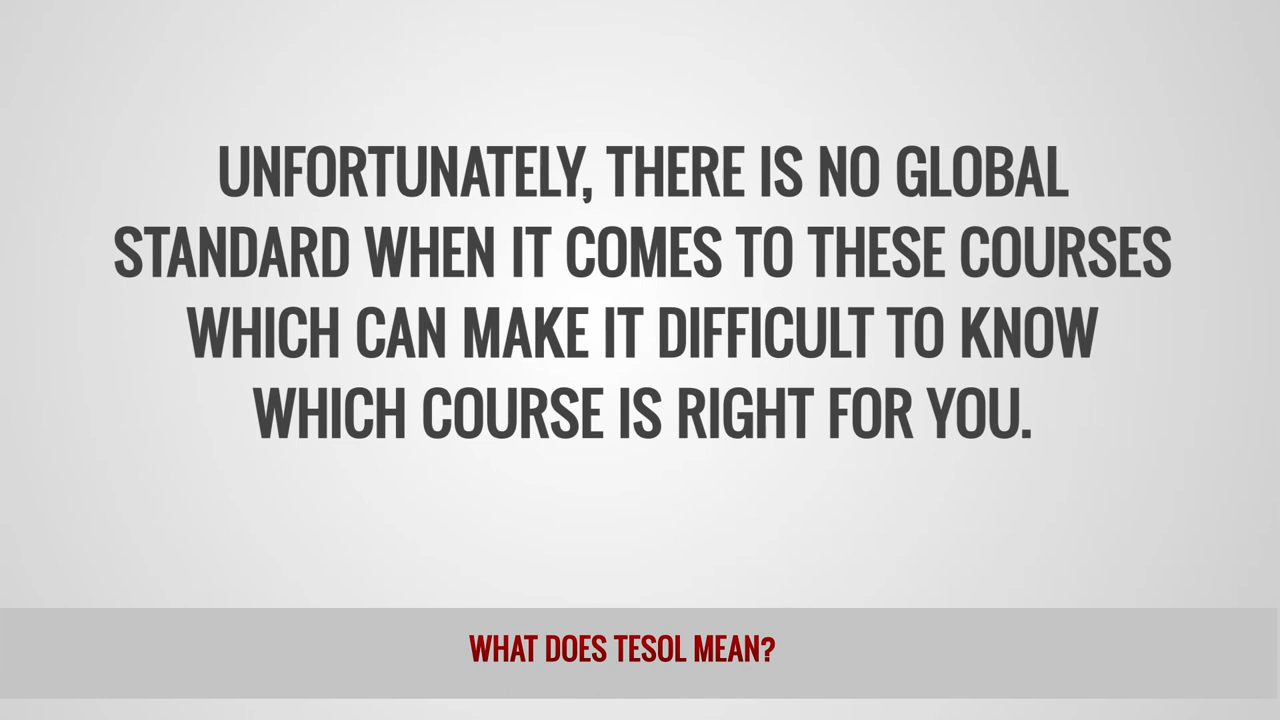 UNFORTUNATELY, THERE IS NO GLOBAL
STANDARD WHEN IT COMES TO THESE COURSES
WHICH CAN MAKE IT DIFFICULT TO KNOW
WHICH COURSE IS RIGHT FOR YOU.
WHAT DOES TESOL MEAN?